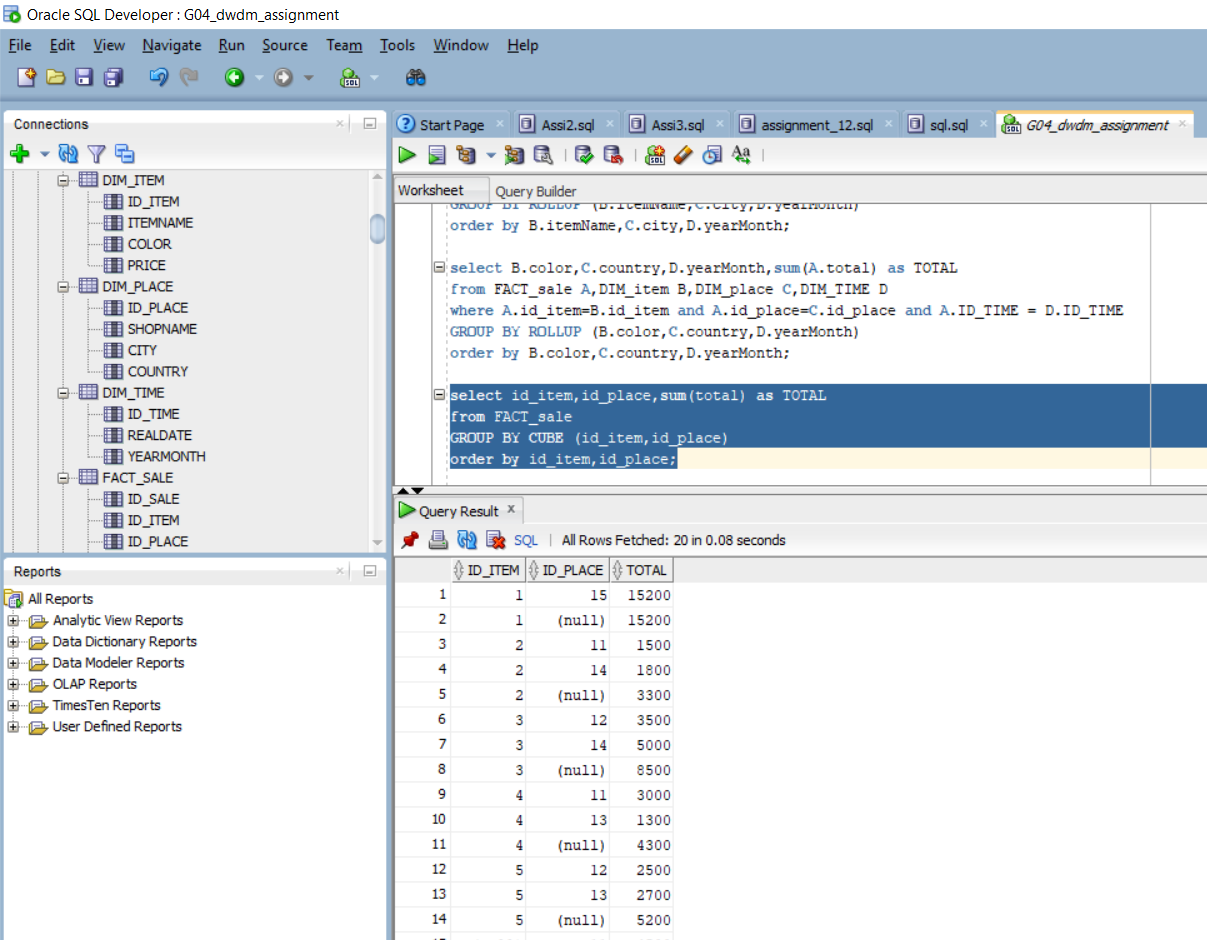 Oracle SQL Developer : G04_dwdm_assignment
File Edit View Navigate Run Source Team Tools Window Help
Connections
DIM_ITEM
ID_ITEM
ITEMNAME
COLOR
PRICE
DIM_PLACE
ID_PLACE
SHOPNAME
CITY
COUNTRY
DIM_TIME
ID_TIME
REALDATE
YEARMONTH
FACT_SALE
ID_SALE
ID_ITEM
ID_PLACE
Reports
All Reports
Analytic View Reports
Data Dictionary Reports
Data Modeler Reports
OLAP Reports
TimesTen Reports
User Defined Reports
Start Page Assi2.sql Assi3.sql assignment_12.sql sql.sql G04_dwdm_assignment
Worksheet Query Builder
GROUP BY ROLLUP (B.itemName,C.city,D.yearMonth)
order by B.itemName,C.city,D.yearMonth;
select B.color,C.country,D.yearMonth,sum(A.total) as TOTAL
from FACT_sale A,DIM_item B,DIM_place C,DIM_TIME D
where A.id_item=B.id_item and A.id_place=C.id_place and A.ID_TIME = D.ID_TIME
GROUP BY ROLLUP (B.color,C.country,D.yearMonth)
order by B.color,C.country,D.yearMonth;
select id_item,id_place,sum(total) as TOTAL
from FACT_sale
GROUP BY CUBE (id_item,id_place)
order by id_item,id_place;
Query Result x
SQL | All Rows Fetched: 20 in 0.08 seconds
ID_ITEM ID_PLACE TOTAL
1 1 15 15200
2 1 (null) 15200
3 2 11 1500
4 2 14 1800
5 2 (null) 3300
6 3 12 3500
7 3 14 5000
8 3 (null) 8500
9 4 11 3000
10 4 13 1300
11 4 (null) 4300
12 5 12 2500
13 5 13 2700
14 5 (null) 5200